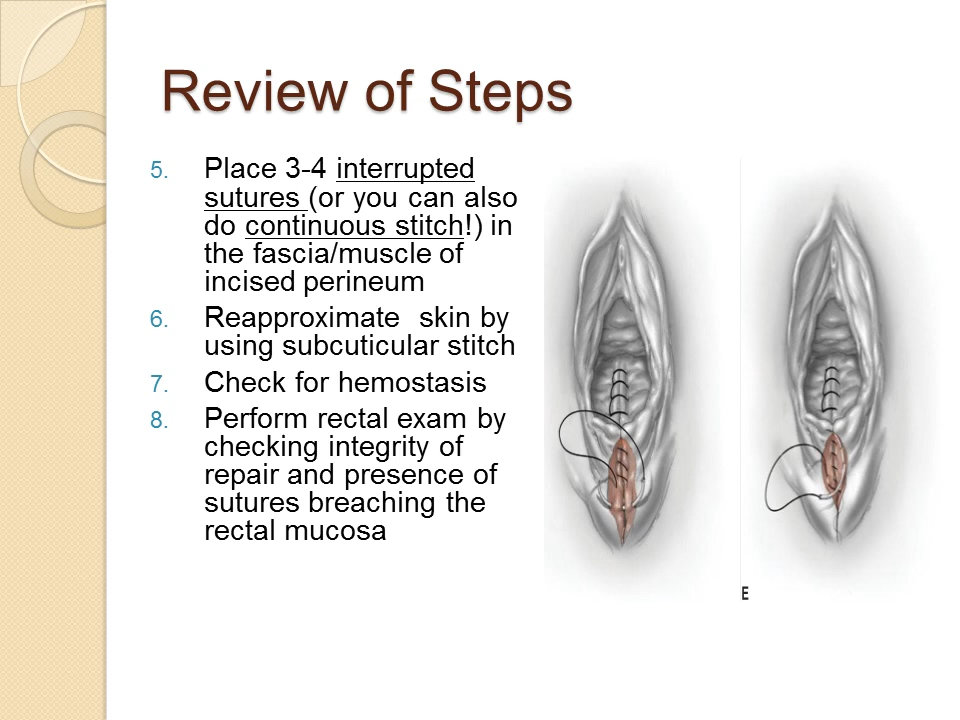 Review of Steps
5. Place 3-4 interrupted
sutures (or you can also
do continuous stitch!) in
the fascia/muscle of
incised perineum
6. Reapproximate  skin by
using subcuticular stitch
7. Check for hemostasis
8. Perform rectal exam by
checking integrity of
repair and presence of
sutures breaching the
rectal mucosa
E